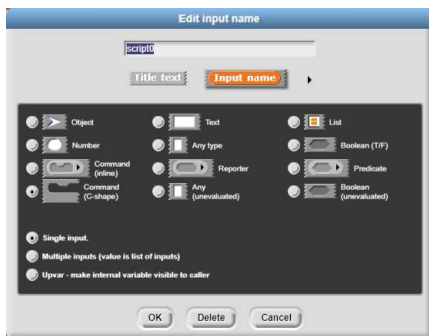 Edit input name
script0
Title text Input name
Object Text List
Number Any type Boolean (T/F)
Command (inline) Reporter Predicate
Command (C-shape) Any (unevaluated) Boolean (unevaluated)
Single input.
Multiple inputs (value is list of inputs)
Upvar - make internal variable visible to caller
OK Delete Cancel